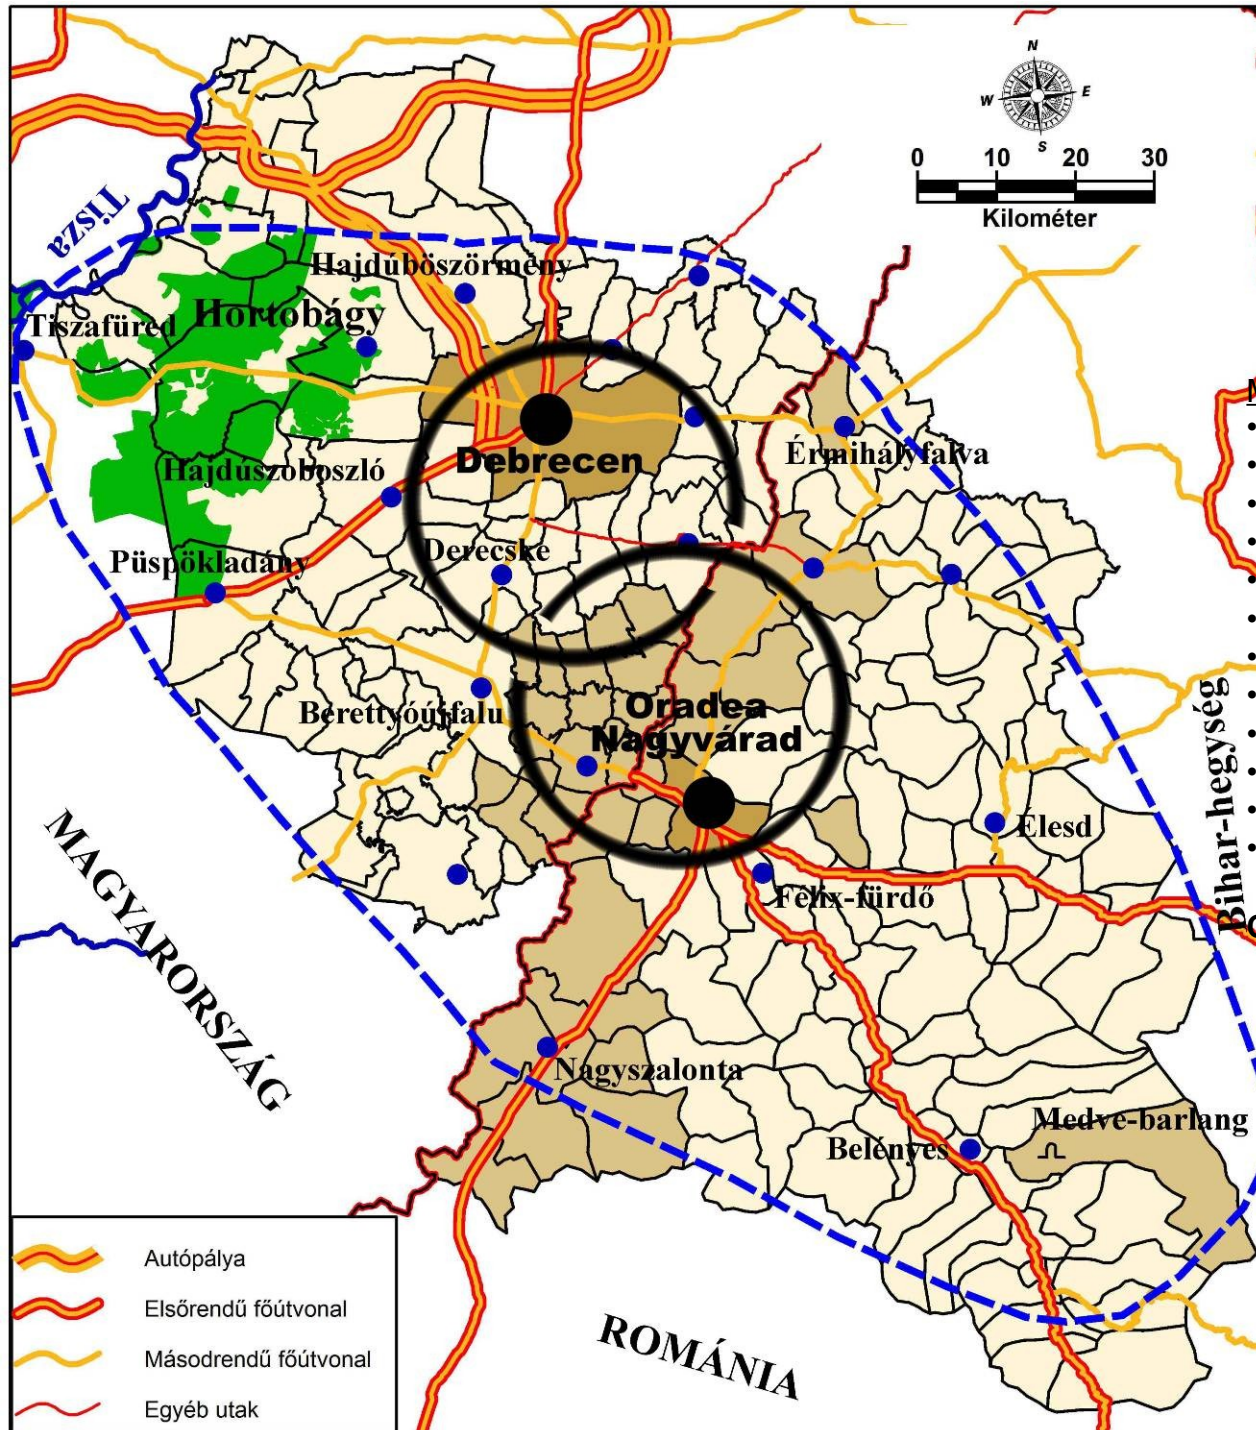 N
W
E
S
0 10 20 30
Kilométer
Tisza
Hajdúböszörmény
Hortobágy
Tiszafüred
Debrecen
Hajdúszoboszló
Érmihályfalva
Püspökladány
Derecske
Berettyóújfalu
Oradea
Nagyvárad
Élesd
Bihar-hegység
Félix-fürdő
MAGYARORSZÁG
Nagyszalonta
Medve-barlang
Belényes
ROMÁNIA
Autópálya
Elsőrendű főútvonal
Másodrendű főútvonal
Egyéb utak